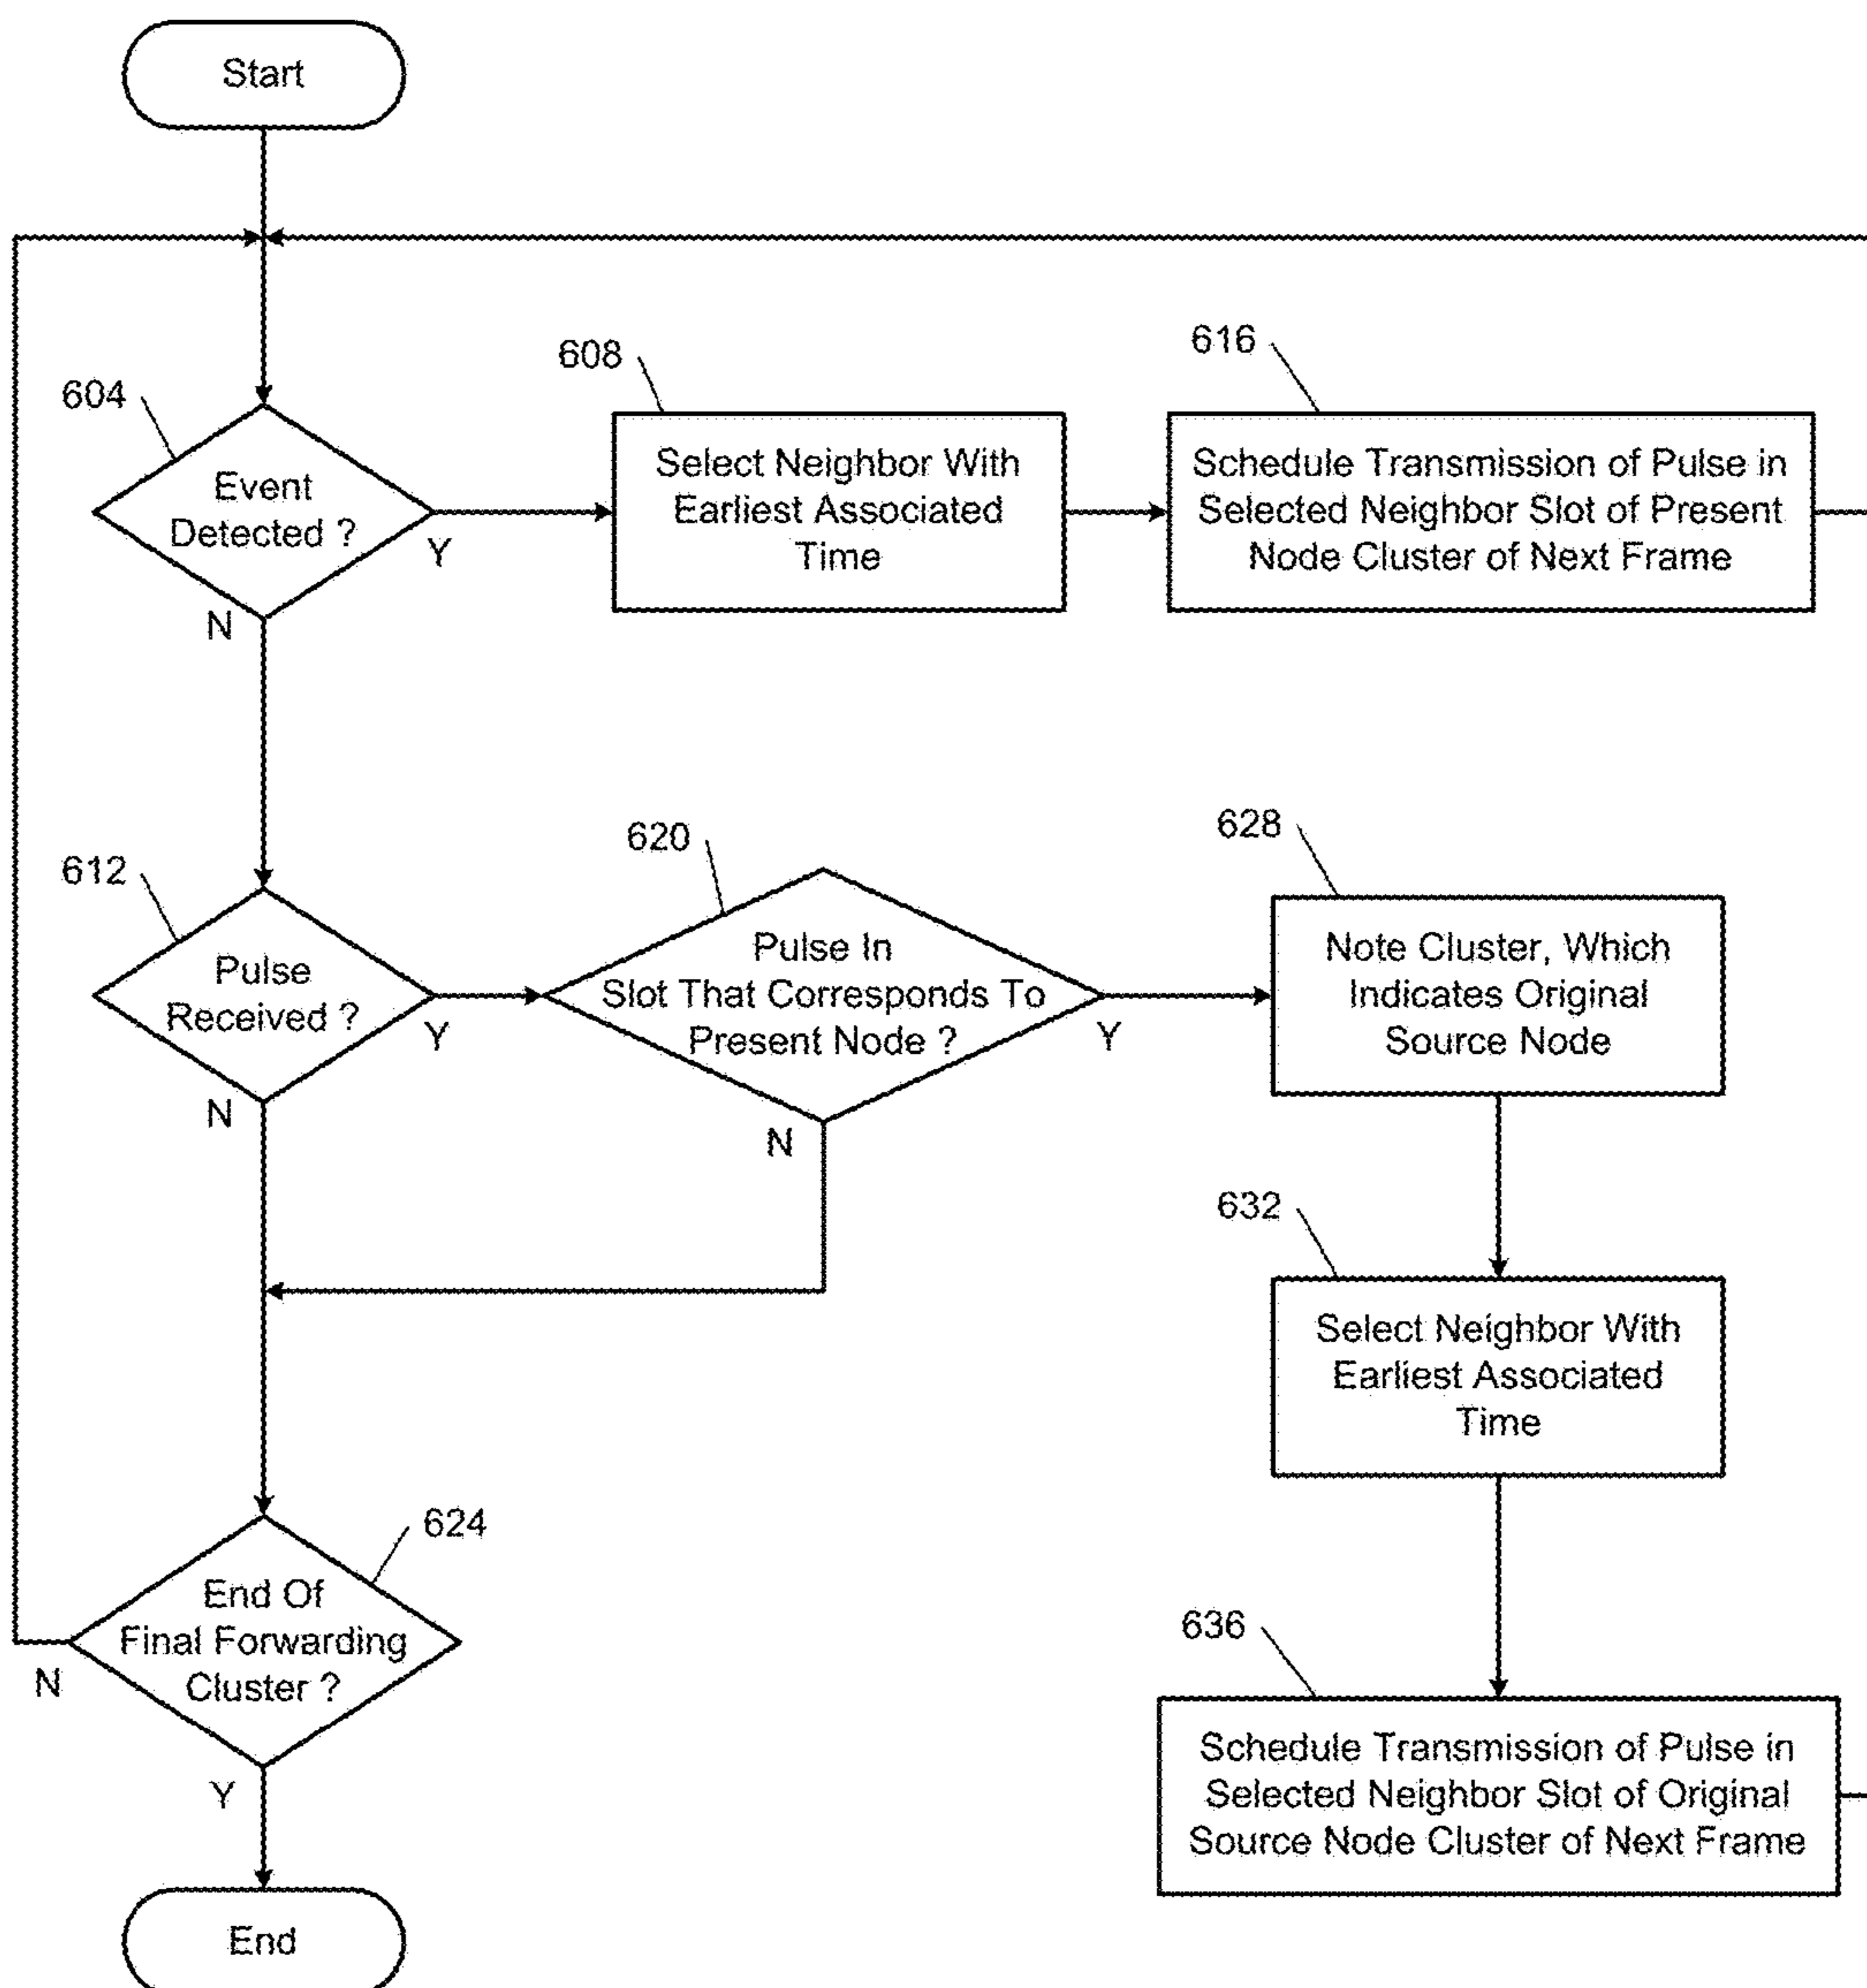 Start
604
Event
Detected ?
Y
N
608
Select Neighbor With
Earliest Associated
Time
616
Schedule Transmission of Pulse in
Selected Neighbor Slot of Present
Node Cluster of Next Frame
612
Pulse
Received ?
Y
N
620
Pulse In
Slot That Corresponds To
Present Node ?
Y
N
628
Note Cluster, Which
Indicates Original
Source Node
632
Select Neighbor With
Earliest Associated
Time
624
End Of
Final Forwarding
Cluster ?
N
Y
636
Schedule Transmission of Pulse in
Selected Neighbor Slot of Original
Source Node Cluster of Next Frame
End